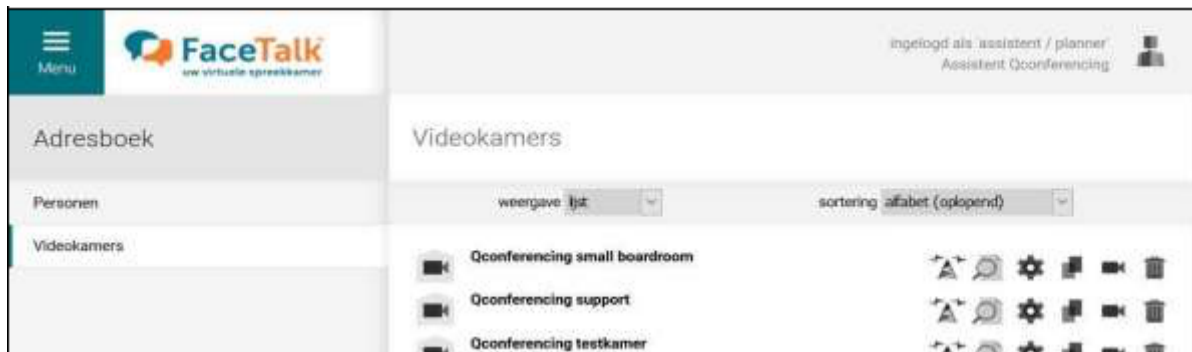 Menu
FaceTalk
uw virtuele spreekkamer
ingelogd als 'assistent / planner'
Assistent Qconferencing
Adresboek
Videokamers
Personen
weergave lijst
sortering alfabet (oplopend)
Videokamers
Qconferencing small boardroom
Qconferencing support
Qconferencing testkamer